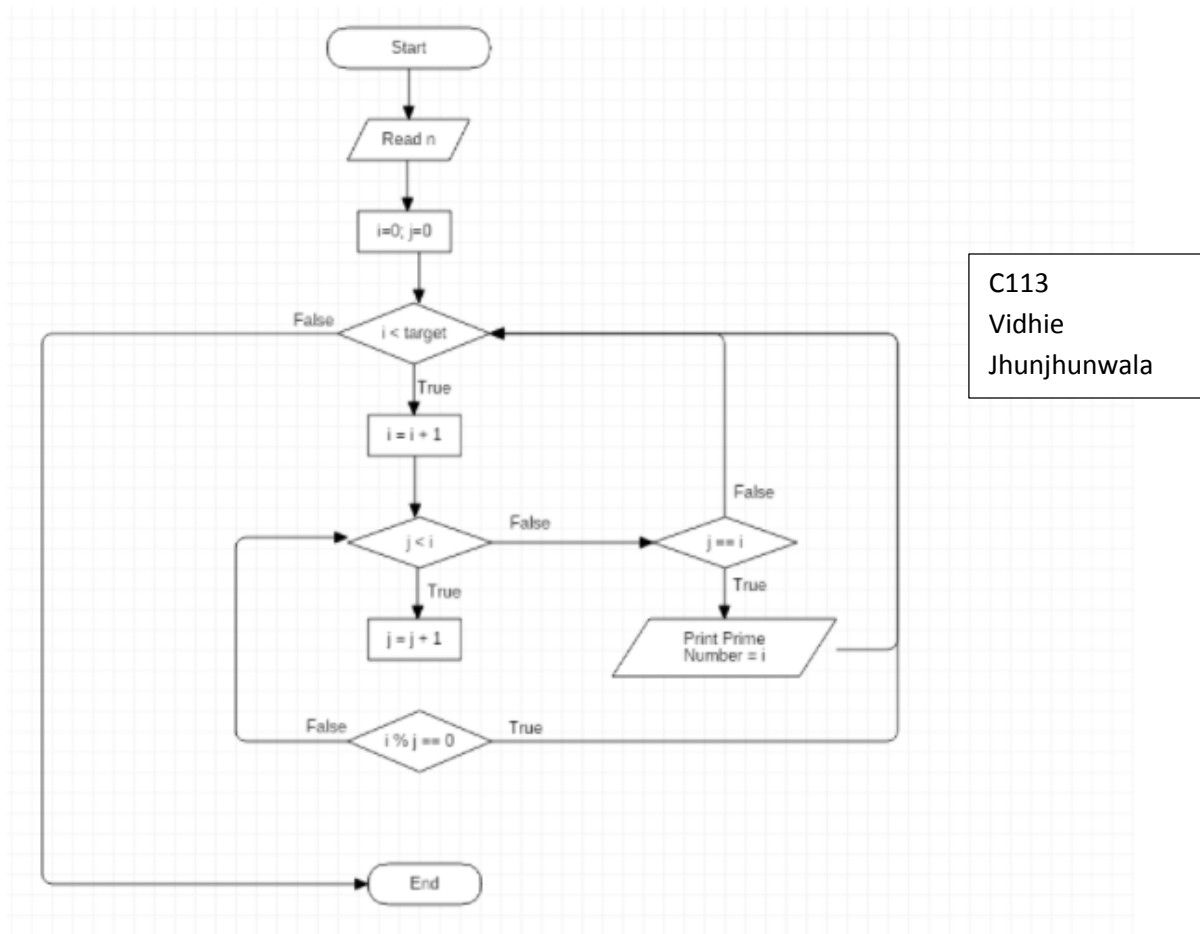 Start
Read n
i=0; j=0
False
i < target
True
i = i + 1
False
False
j < i
j == i
True
True
j = j + 1
Print Prime
Number = i
False
True
i % j == 0
End
C113
Vidhie
Jhunjhunwala